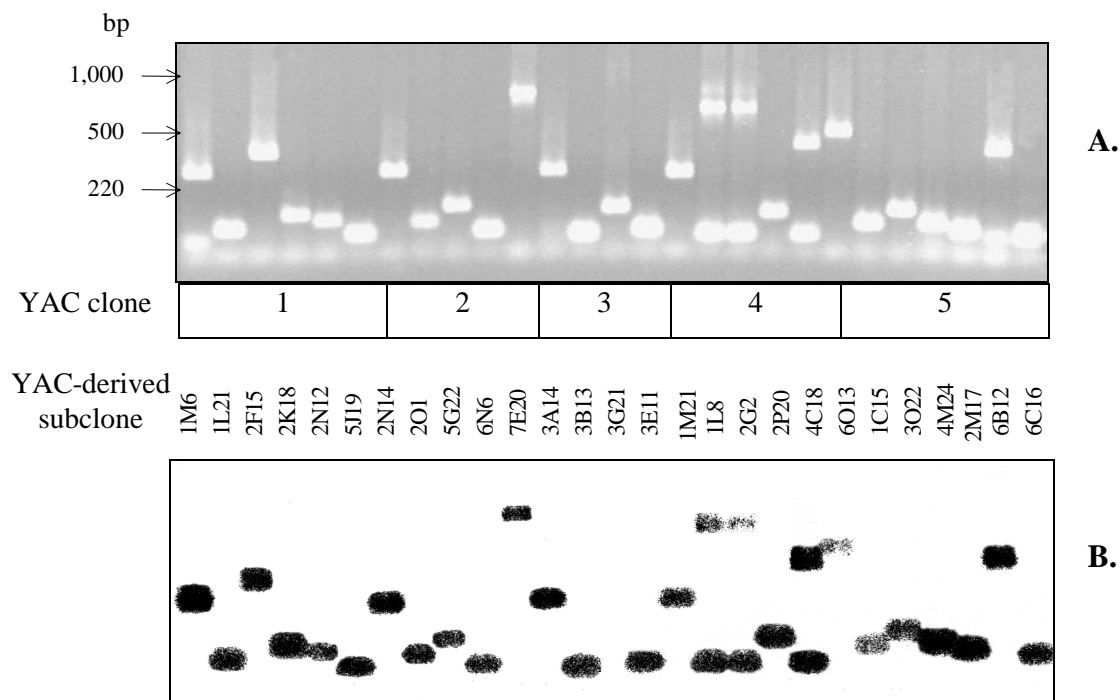 bp
1,000
500
A.
220
YAC clone 1 2 3 4 5
YAC-derived
subclone
1M6 1L21 2F15 2K18 2N12 5J19 2N14 2O1 5G22 6N6 7E20 3A14 3B13 3G21 3E11 1M21 1L8 2G2 2P20 4C18 6O13 1C15 3O22 4M24 2M17 6B12 6C16
B.